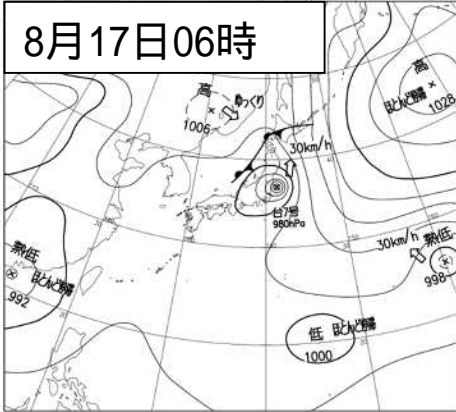 8月17日06時
高
ゆっくり
1006
高
ほとんど停滞
1028
30km/h
台7号
980hPa
熱低
ほとんど停滞
992
30km/h
熱低
998
低 ほとんど停滞
1000